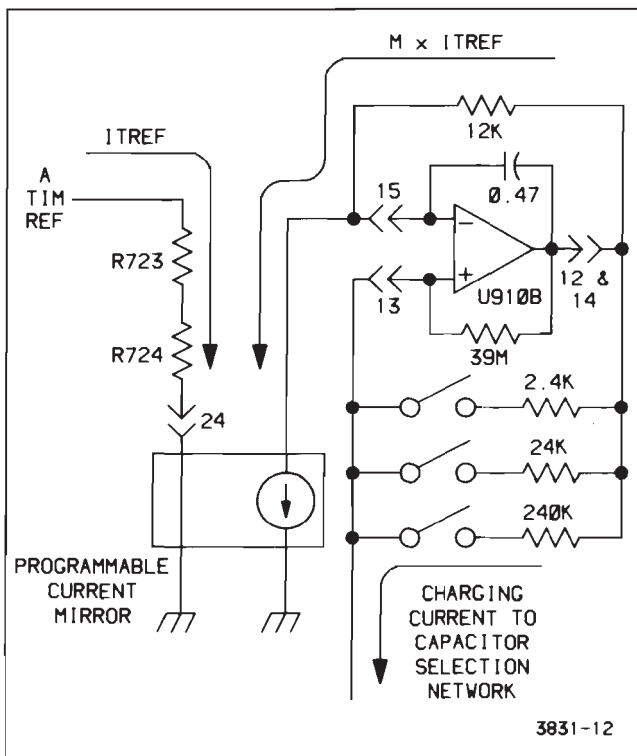 M x ITREF
ITREF
12K
A
TIM
REF
15
0.47
−
R723
+
U910B
12 &
14
13
R724
39M
2.4K
24
24K
240K
PROGRAMMABLE
CURRENT
MIRROR
CHARGING
CURRENT TO
CAPACITOR
SELECTION
NETWORK
3831-12